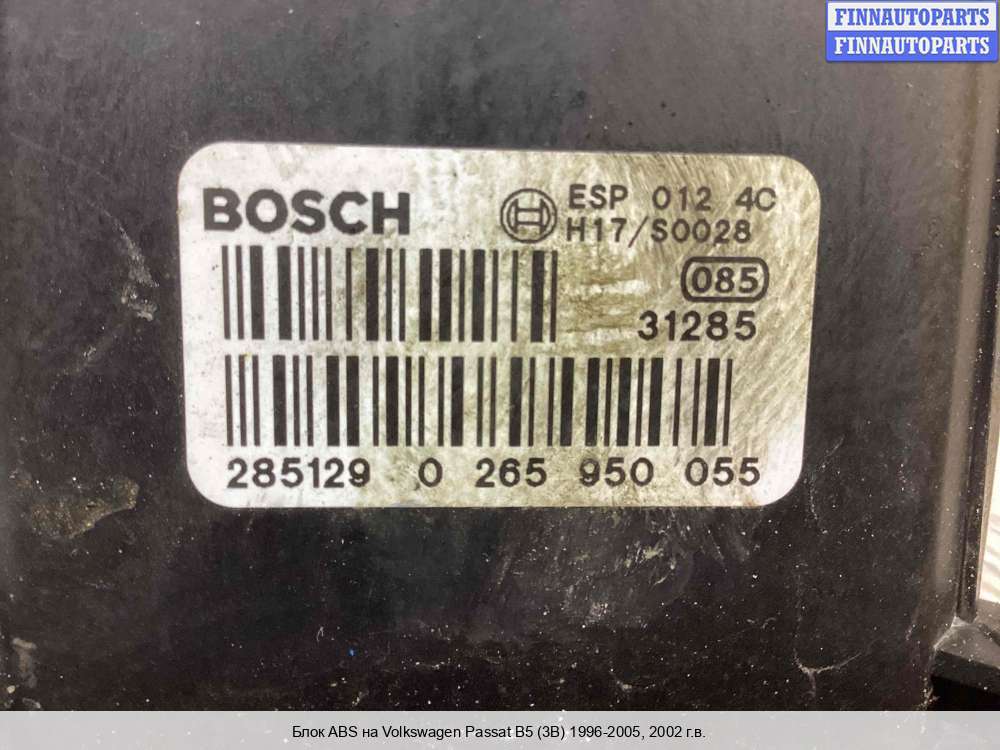 FINNAUTOPARTS
FINNAUTOPARTS
BOSCH
ESP 012 4C
H17/S0028
085
31285
285129 0 265 950 055
Блок ABS на Volkswagen Passat B5 (3B) 1996-2005, 2002 г.в.